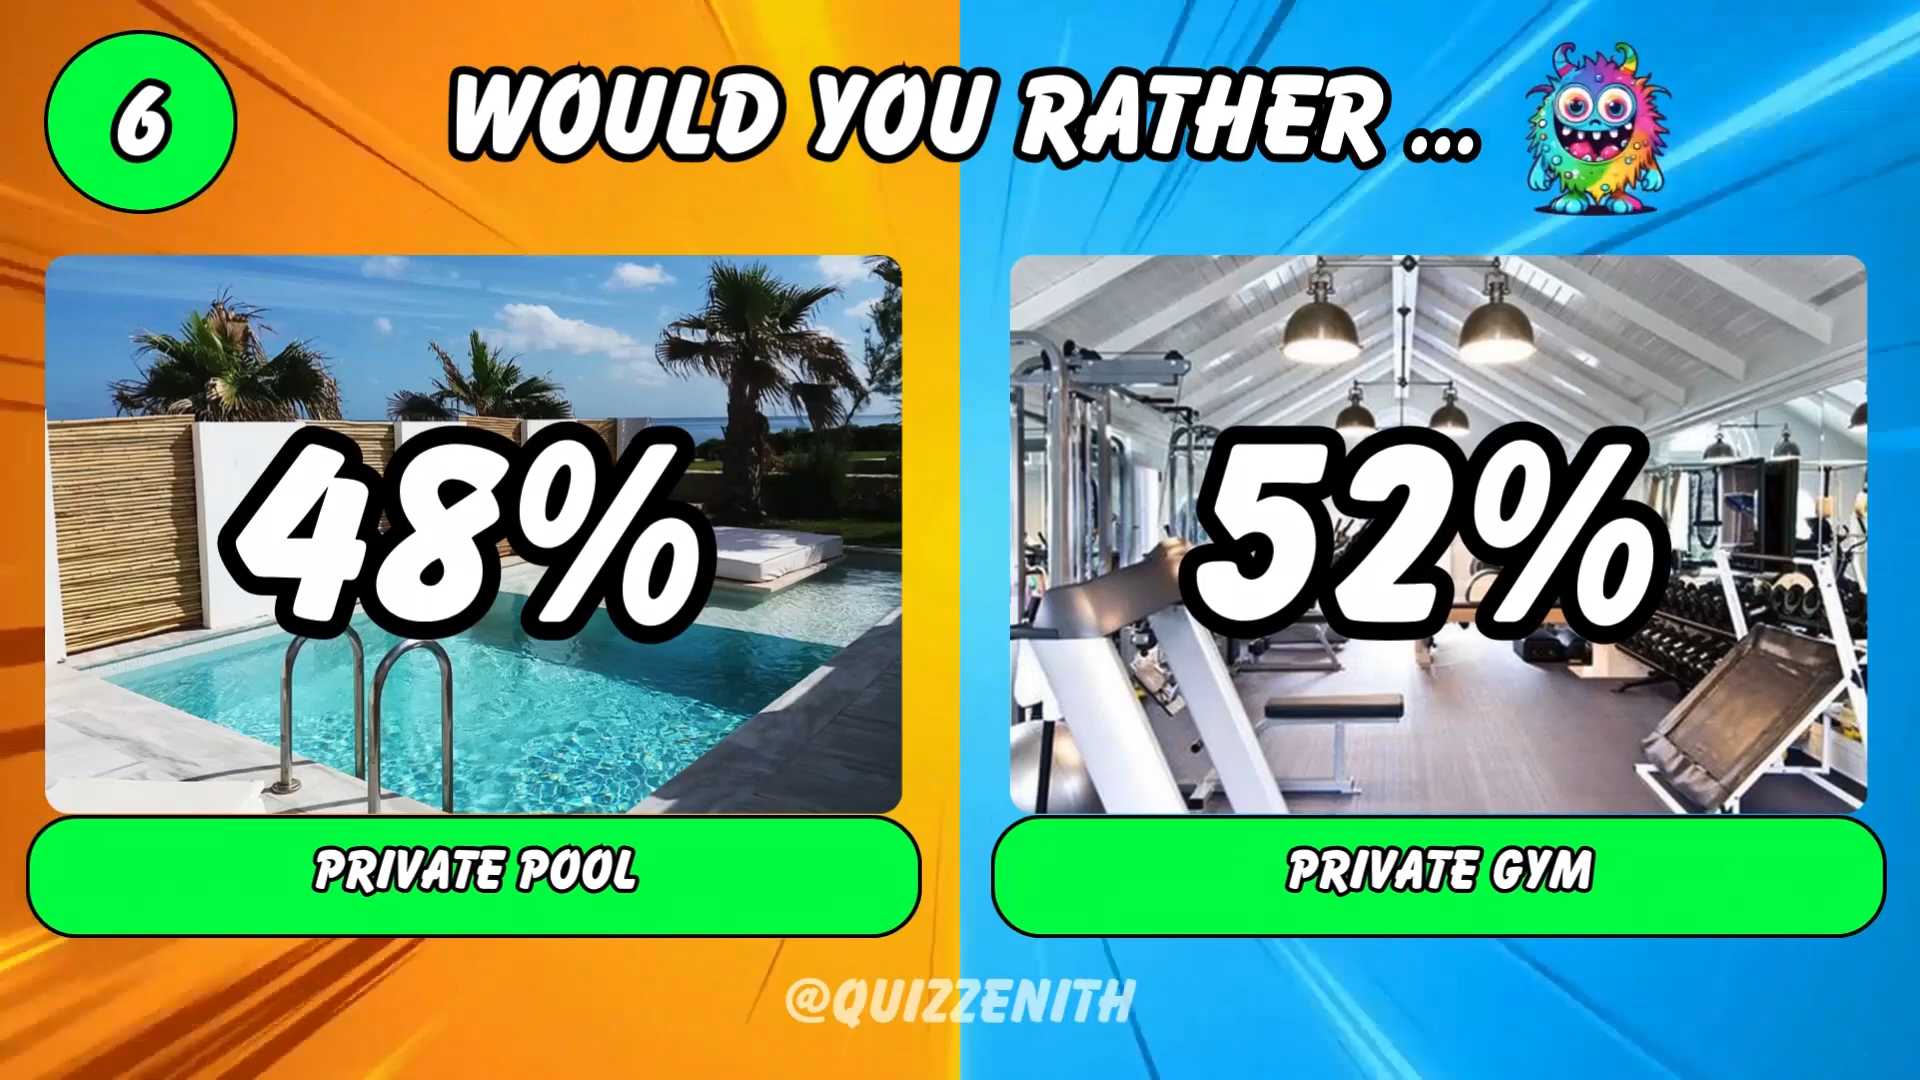 6
WOULD YOU RATHER ...
48%
52%
PRIVATE POOL
PRIVATE GYM
@QUIZZENITH